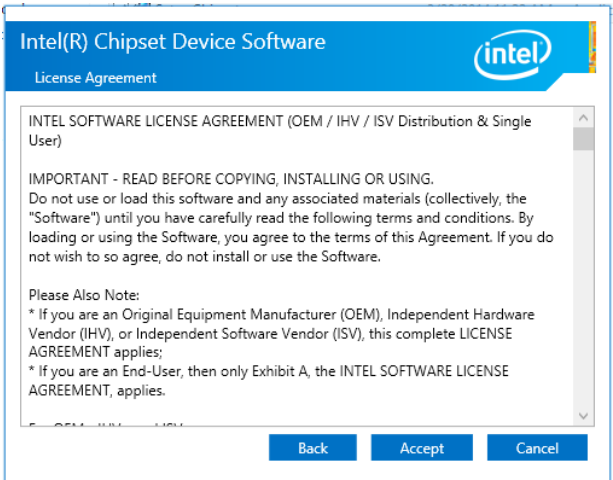 Intel(R) Chipset Device Software
intel
License Agreement
INTEL SOFTWARE LICENSE AGREEMENT (OEM / IHV / ISV Distribution & Single
User)
IMPORTANT - READ BEFORE COPYING, INSTALLING OR USING.
Do not use or load this software and any associated materials (collectively, the
"Software") until you have carefully read the following terms and conditions. By
loading or using the Software, you agree to the terms of this Agreement. If you do
not wish to so agree, do not install or use the Software.
Please Also Note:
* If you are an Original Equipment Manufacturer (OEM), Independent Hardware
Vendor (IHV), or Independent Software Vendor (ISV), this complete LICENSE
AGREEMENT applies;
* If you are an End-User, then only Exhibit A, the INTEL SOFTWARE LICENSE
AGREEMENT, applies.
Back Accept Cancel